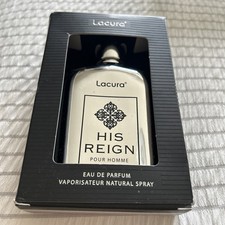 Lacura®
Lacura®
HIS
REIGN
POUR HOMME
EAU DE PARFUM
VAPORISATEUR NATURAL SPRAY